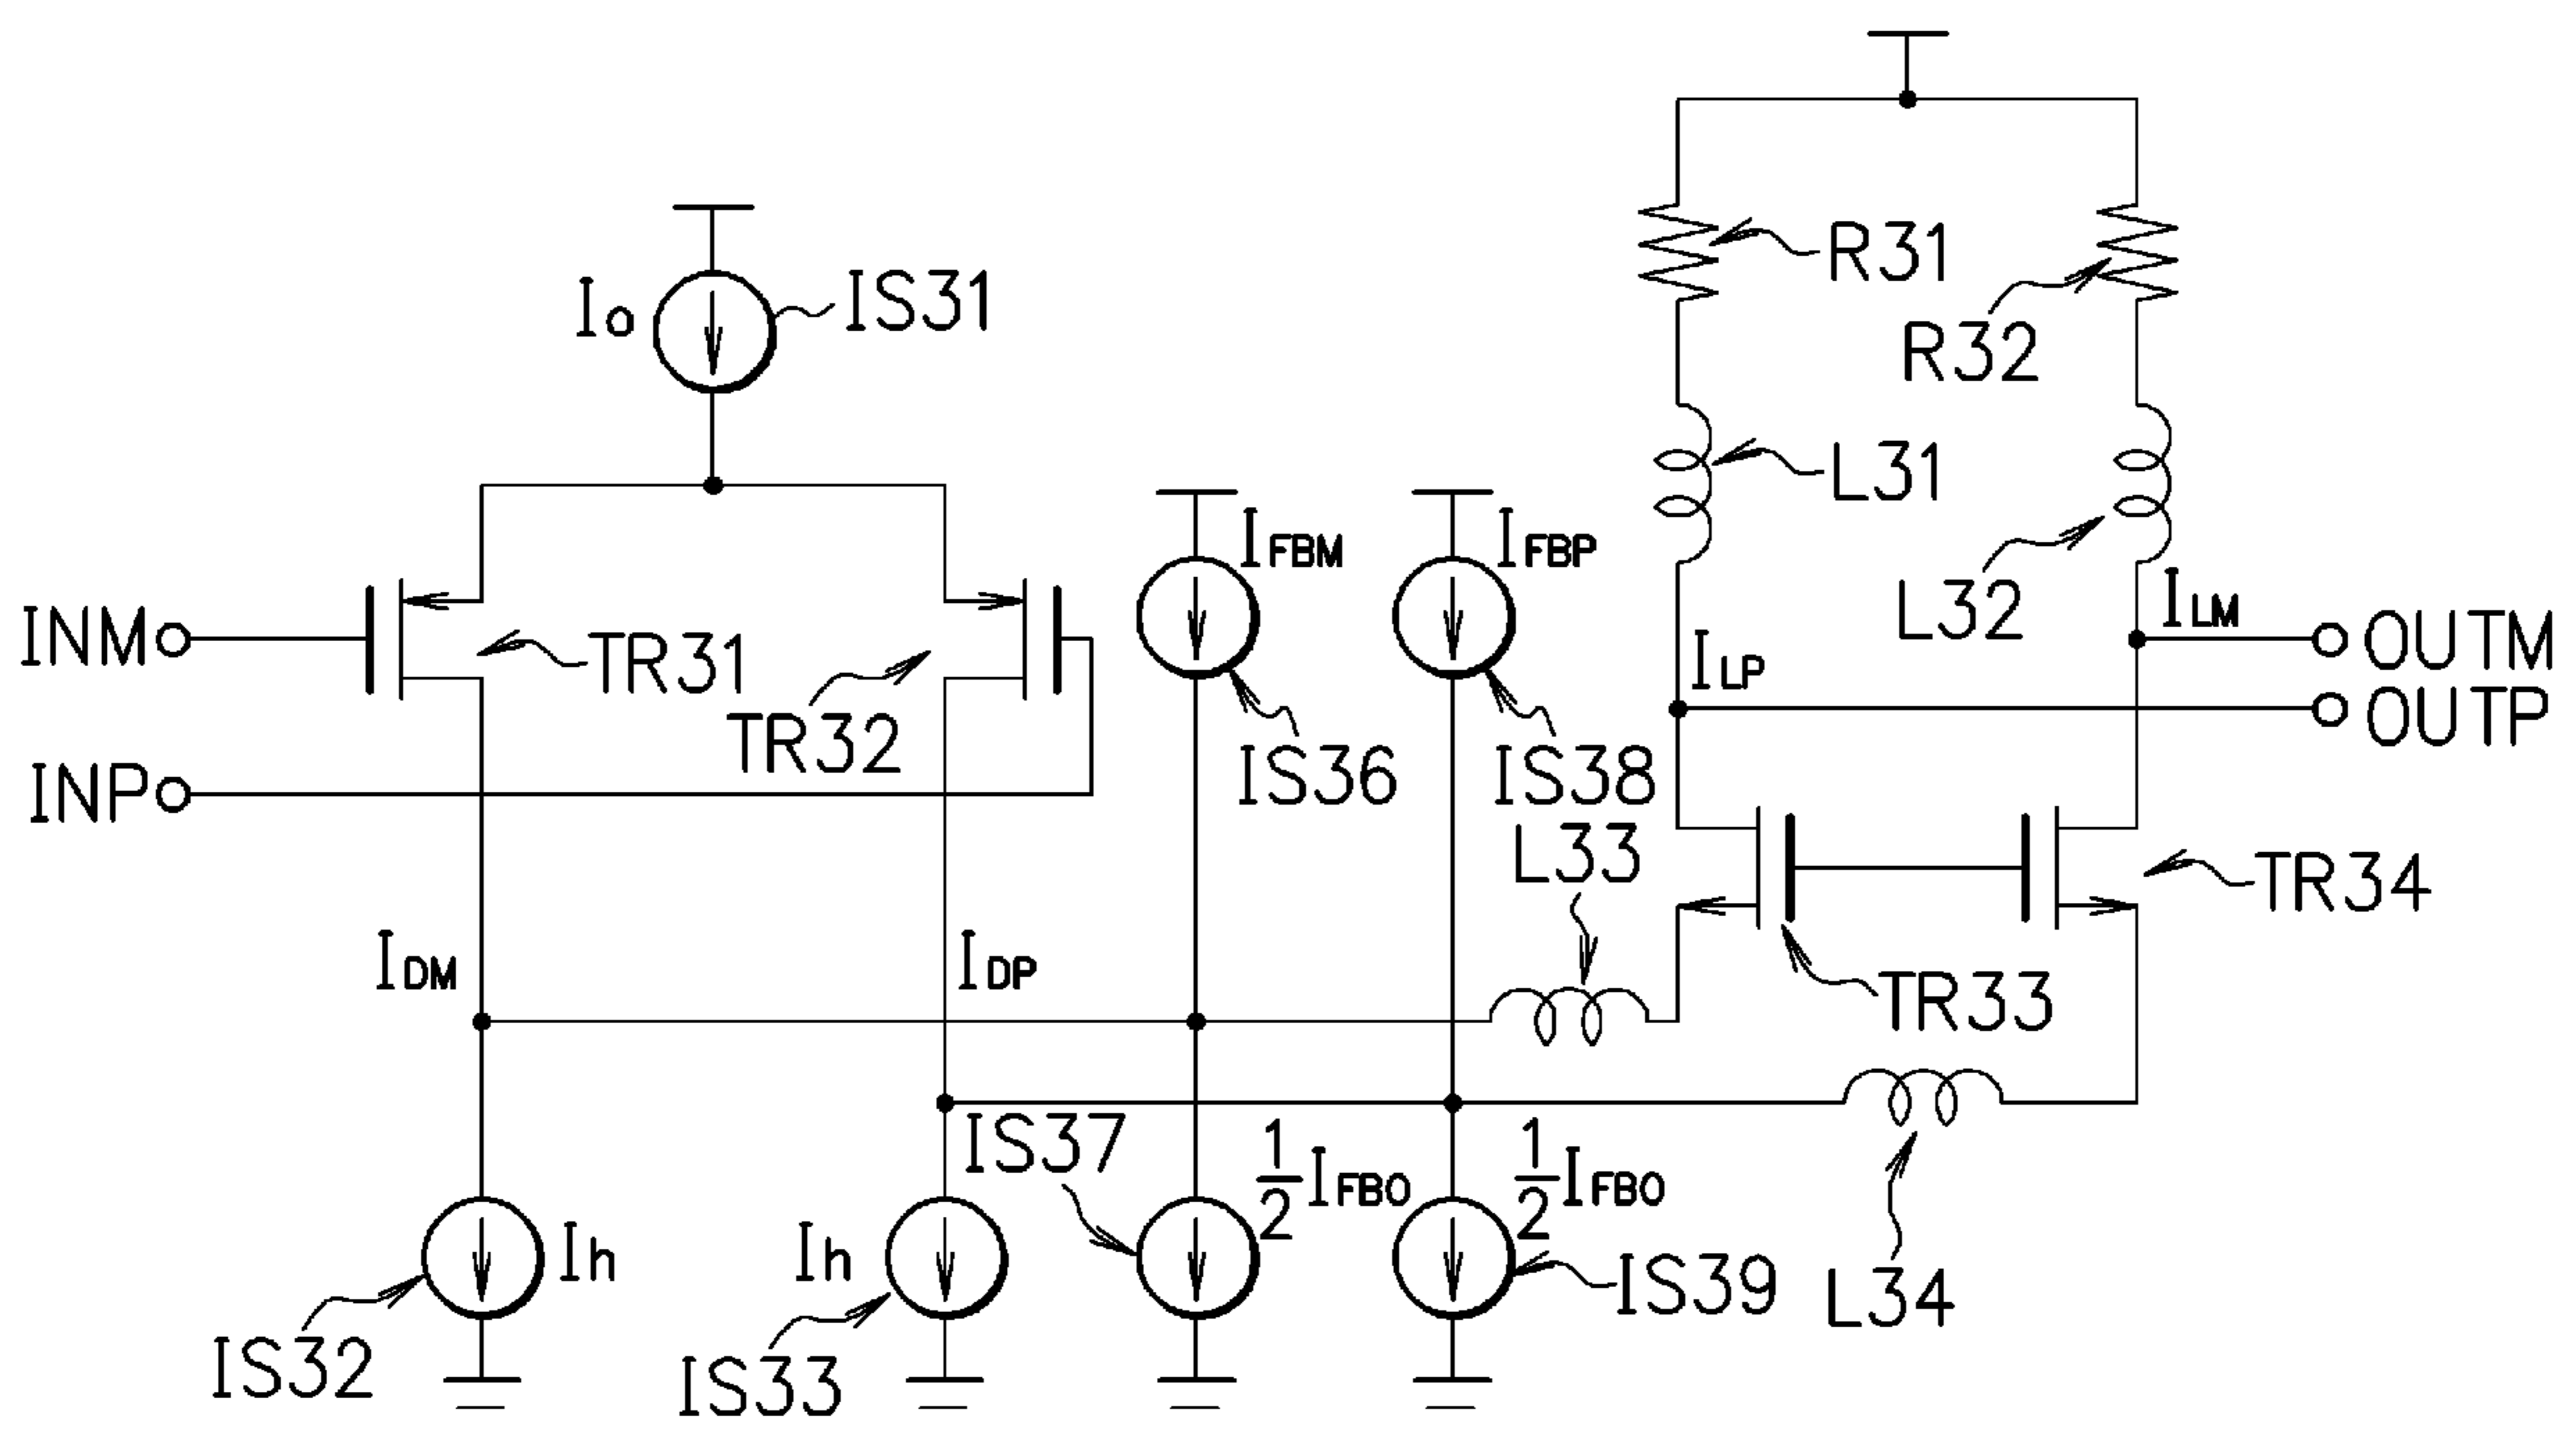 R31
Io
IS31
R32
L31
IFBM
IFBP
L32
ILM
INM
TR31
OUTM
ILP
TR32
OUTP
IS36
IS38
INP
L33
TR34
IDM
IDP
TR33
IS37
1/2 IFBO
1/2 IFBO
Ih
Ih
IS39
L34
IS32
IS33